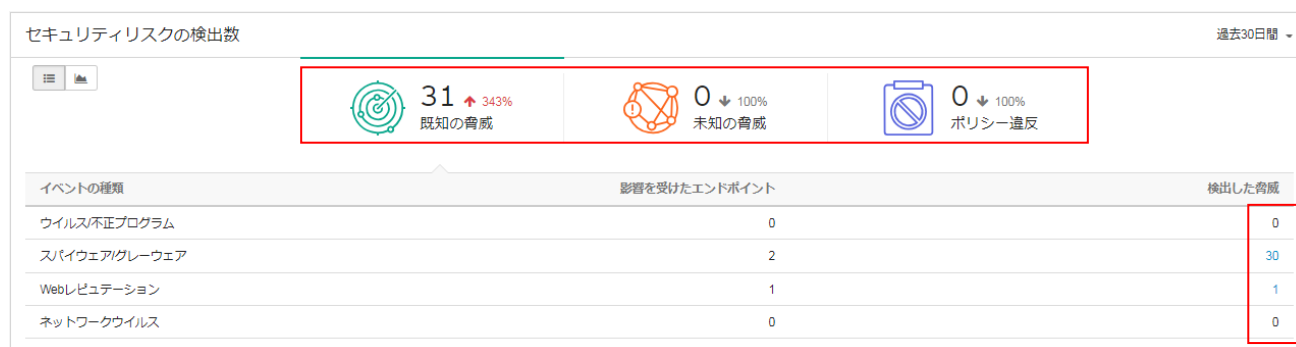 セキュリティリスクの検出数
過去30日間
31 343%
既知の脅威
0 100%
未知の脅威
0 100%
ポリシー違反
イベントの種類 影響を受けたエンドポイント 検出した脅威
ウイルス/不正プログラム 0 0
スパイウェア/グレーウェア 2 30
Webレピュテーション 1 1
ネットワークウイルス 0 0